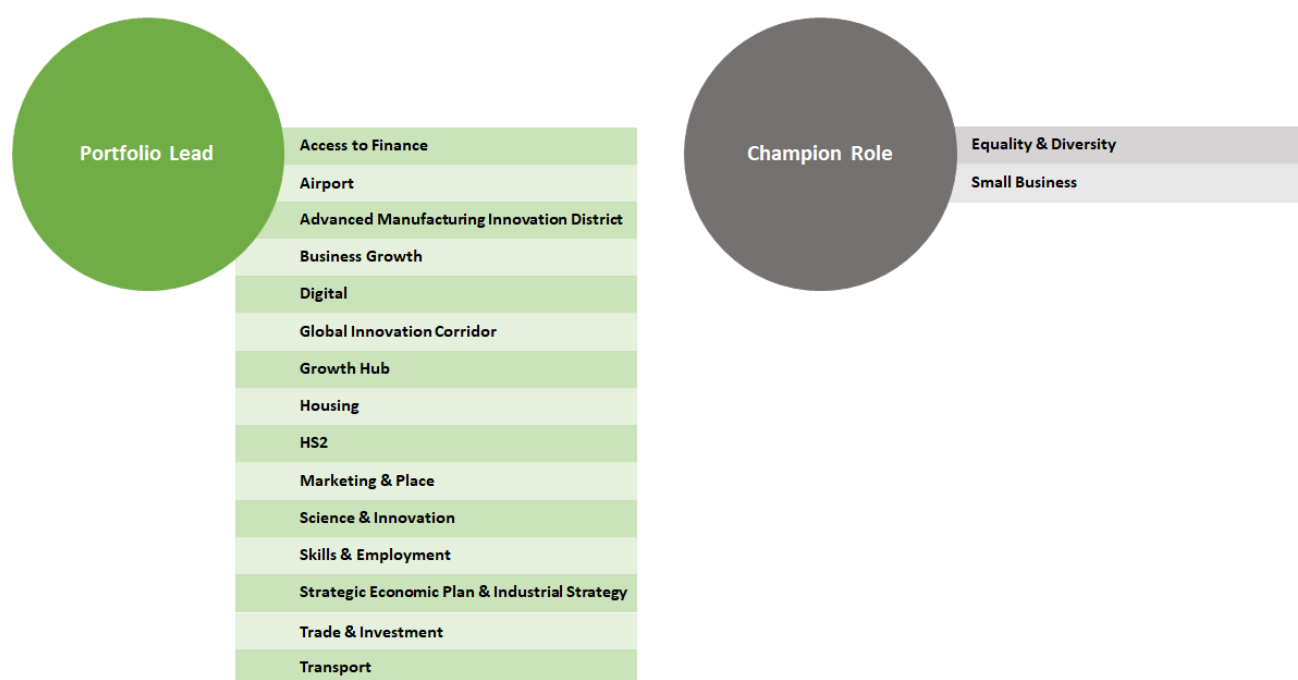 Portfolio Lead
Access to Finance
Airport
Advanced Manufacturing Innovation District
Business Growth
Digital
Global Innovation Corridor
Growth Hub
Housing
HS2
Marketing & Place
Science & Innovation
Skills & Employment
Strategic Economic Plan & Industrial Strategy
Trade & Investment
Transport
Champion Role
Equality & Diversity
Small Business